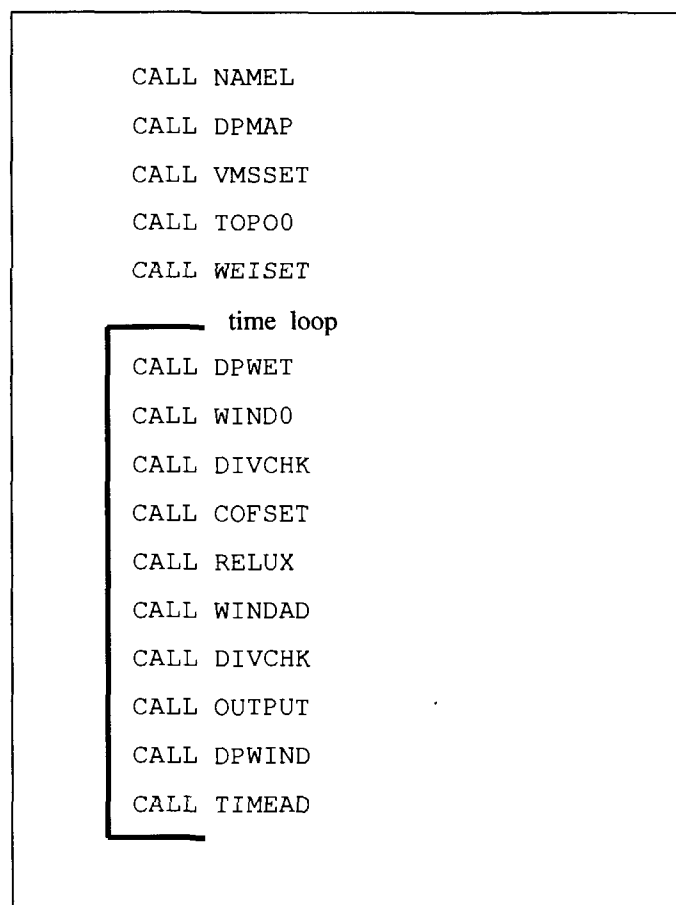 CALL NAMEL
CALL DPMAP
CALL VMSSET
CALL TOPO0
CALL WEISET
time loop
CALL DPWET
CALL WIND0
CALL DIVCHK
CALL COFSET
CALL RELUX
CALL WINDAD
CALL DIVCHK
CALL OUTPUT
CALL DPWIND
CALL TIMEAD